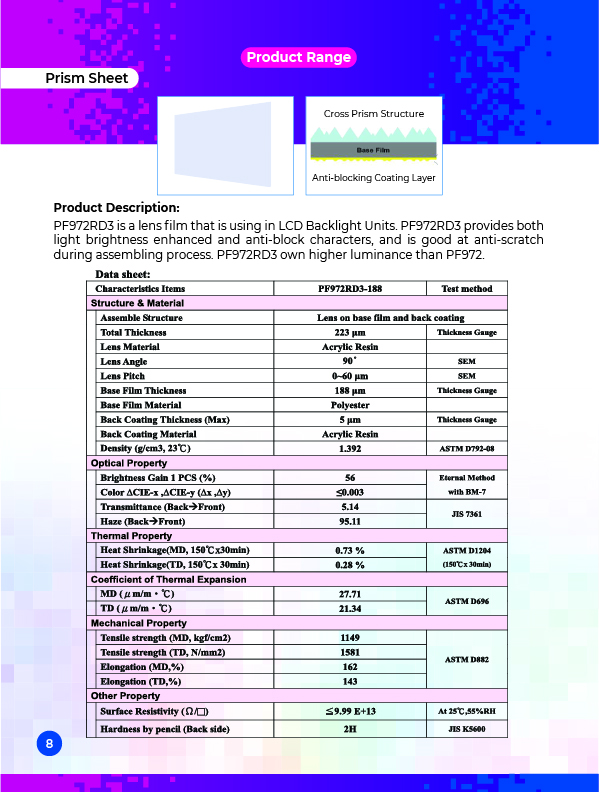 Product Range
Prism Sheet
Cross Prism Structure
Base Film
Anti-blocking Coating Layer
Product Description:
PF972RD3 is a lens film that is using in LCD Backlight Units. PF972RD3 provides both
light brightness enhanced and anti-block characters, and is good at anti-scratch
during assembling process. PF972RD3 own higher luminance than PF972.
Data sheet:
Characteristics Items PF972RD3-188 Test method
Structure & Material
Assemble Structure Lens on base film and back coating
Total Thickness 223 μm Thickness Gauge
Lens Material Acrylic Resin
Lens Angle 90° SEM
Lens Pitch 0~60 μm SEM
Base Film Thickness 188 μm Thickness Gauge
Base Film Material Polyester
Back Coating Thickness (Max) 5 μm Thickness Gauge
Back Coating Material Acrylic Resin
Density (g/cm3, 23℃) 1.392 ASTM D792-08
Optical Property
Brightness Gain 1 PCS (%) 56 Eternal Method
Color ΔCIE-x ,ΔCIE-y (Δx ,Δy) ≦0.003 with BM-7
Transmittance (Back→Front) 5.14
JIS 7361
Haze (Back→Front) 95.11
Thermal Property
Heat Shrinkage(MD, 150℃x30min) 0.73 % ASTM D1204
Heat Shrinkage(TD, 150℃x 30min) 0.28 % (150℃x 30min)
Coefficient of Thermal Expansion
MD ( μ m/m・℃) 27.71
ASTM D696
TD ( μ m/m・℃) 21.34
Mechanical Property
Tensile strength (MD, kgf/cm2) 1149
Tensile strength (TD, N/mm2) 1581
ASTM D882
Elongation (MD,%) 162
Elongation (TD,%) 143
Other Property
Surface Resistivity (Ω/□) ≦9.99 E+13 At 25℃,55%RH
Hardness by pencil (Back side) 2H JIS K5600
8